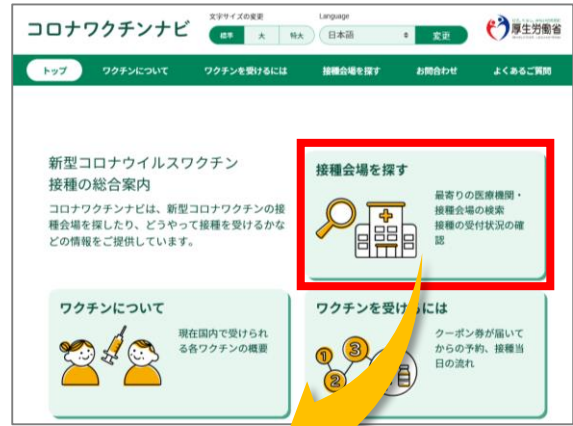 コロナワクチンナビ
文字サイズの変更
標準 大 特大
Language
日本語
変更
厚生労働省
トップ ワクチンについて ワクチンを受けるには 接種会場を探す お問合わせ よくあるご質問
新型コロナウイルスワクチン
接種の総合案内
コロナワクチンナビは、新型コロナワクチンの接
種会場を探したり、どうやって接種を受けるかな
どの情報をご提供しています。
接種会場を探す
最寄りの医療機関・
接種会場の検索
接種の受付状況の確
認
ワクチンについて
現在国内で受けられ
る各ワクチンの概要
ワクチンを受けるには
1 2 3
クーポン券が届いて
からの予約、接種当
日の流れ